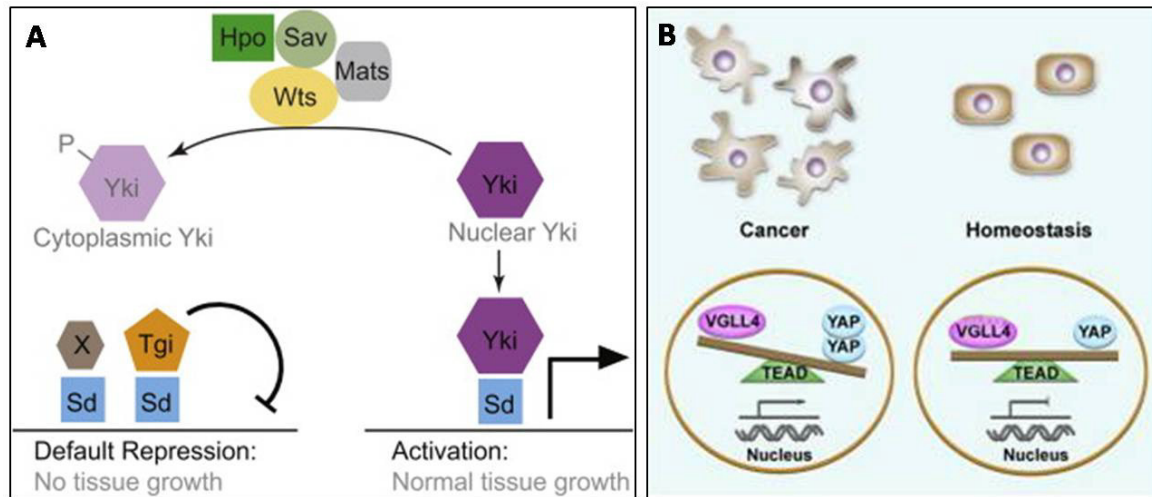 A
Hpo
Sav
Mats
Wts
P
Yki
Cytoplasmic Yki
Yki
Nuclear Yki
X
Tgi
Yki
Sd
Sd
Sd
Default Repression:
No tissue growth
Activation:
Normal tissue growth
B
Cancer
Homeostasis
VGLL4
YAP
YAP
TEAD
Nucleus
VGLL4
YAP
TEAD
Nucleus